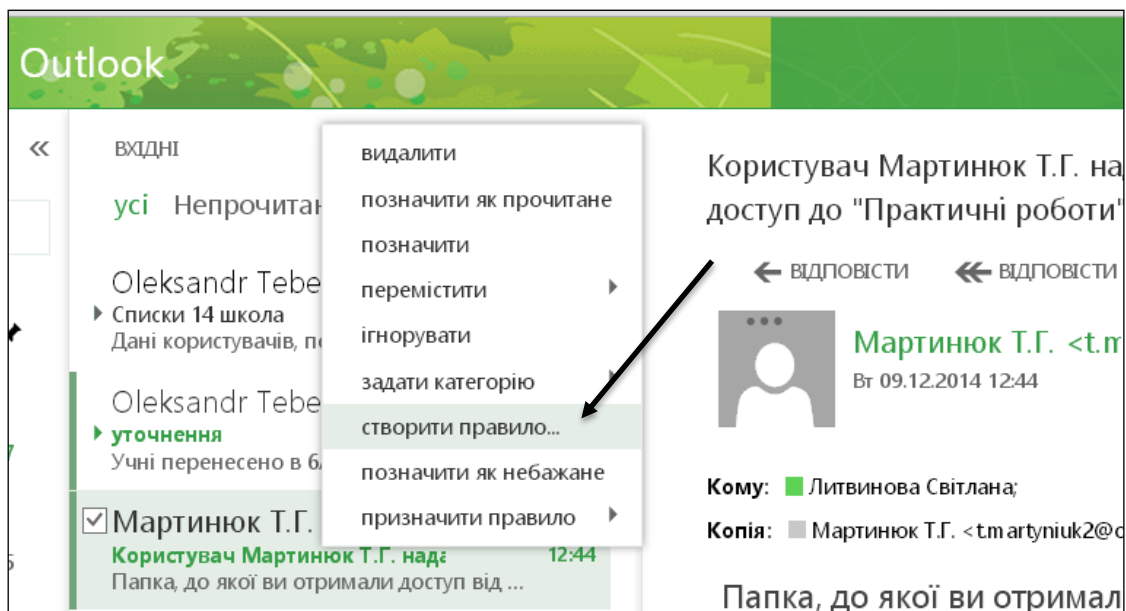 Outlook
ВХІДНІ
усі Непрочитан
Oleksandr Tebe
Списки 14 школа
Дані користувачів, п
Oleksandr Tebe
уточнення
Учні перенесено в 6
Мартинюк Т.Г.
Користувач Мартинюк Т.Г. нада 12:44
Папка, до якої ви отримали доступ від ...
видалити
позначити як прочитане
позначити
перемістити
ігнорувати
задати категорію
створити правило...
позначити як небажане
призначити правило
Користувач Мартинюк Т.Г. на
доступ до "Практичні роботи"
ВІДПОВІСТИ ВІДПОВІСТИ
Мартинюк Т.Г. <t.m
Вт 09.12.2014 12:44
Кому: Литвинова Світлана;
Копія: Мартинюк Т.Г. <t.martyniuk2@o
Папка, до якої ви отримал